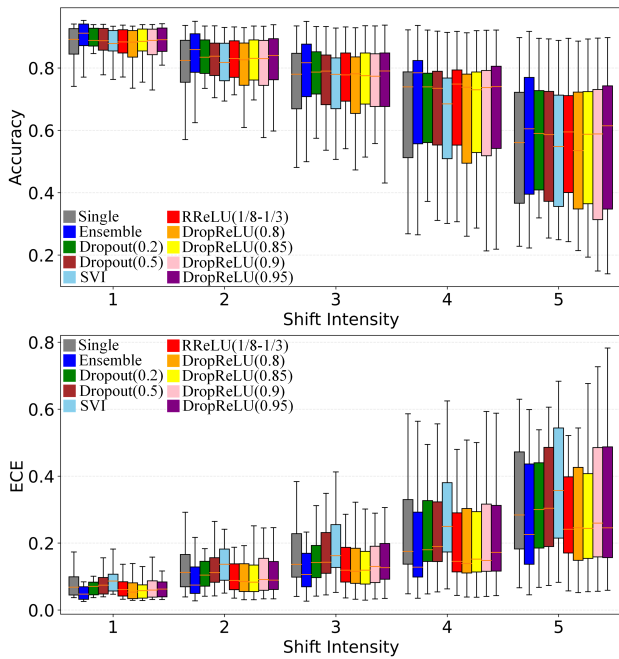 0.8
0.6
0.4
0.2
Accuracy
Single
Ensemble
Dropout(0.2)
Dropout(0.5)
SVI
RReLU(1/8-1/3)
DropReLU(0.8)
DropReLU(0.85)
DropReLU(0.9)
DropReLU(0.95)
1 2 3 4 5
Shift Intensity
0.8
0.6
0.4
0.2
0.0
ECE
Single
Ensemble
Dropout(0.2)
Dropout(0.5)
SVI
RReLU(1/8-1/3)
DropReLU(0.8)
DropReLU(0.85)
DropReLU(0.9)
DropReLU(0.95)
1 2 3 4 5
Shift Intensity